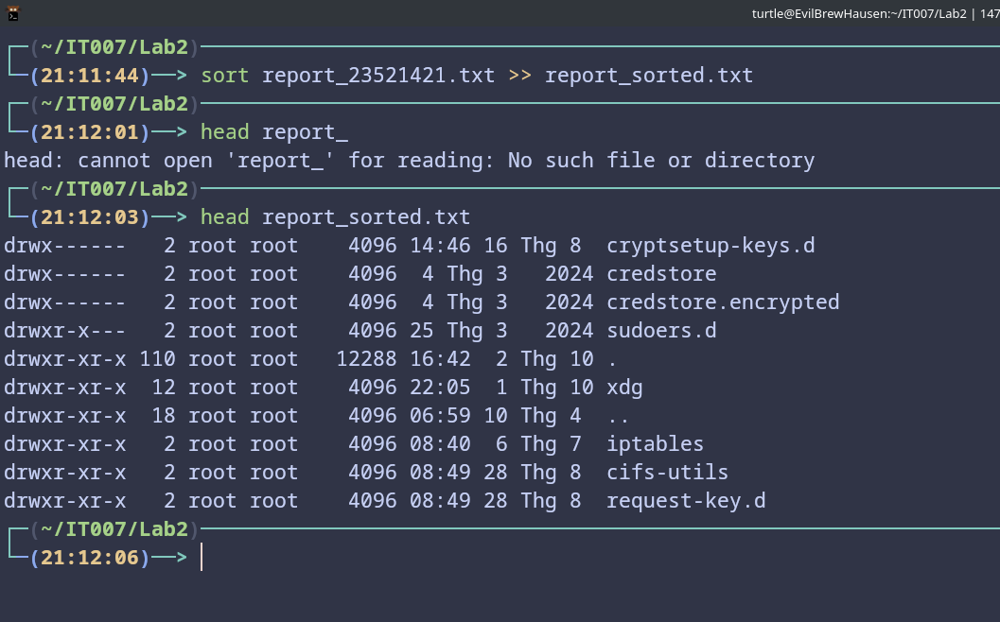 turtle@EvilBrewHausen:~/IT007/Lab2 | 147
(~/IT007/Lab2)
(21:11:44)──> sort report_23521421.txt >> report_sorted.txt
(~/IT007/Lab2)
(21:12:01)──> head report_
head: cannot open 'report_' for reading: No such file or directory
(~/IT007/Lab2)
(21:12:03)──> head report_sorted.txt
drwx------   2 root root    4096 14:46 16 Thg 8  cryptsetup-keys.d
drwx------   2 root root    4096  4 Thg 3   2024 credstore
drwx------   2 root root    4096  4 Thg 3   2024 credstore.encrypted
drwxr-x---   2 root root    4096 25 Thg 3   2024 sudoers.d
drwxr-xr-x 110 root root   12288 16:42  2 Thg 10 .
drwxr-xr-x  12 root root    4096 22:05  1 Thg 10 xdg
drwxr-xr-x  18 root root    4096 06:59 10 Thg 4  ..
drwxr-xr-x   2 root root    4096 08:40  6 Thg 7  iptables
drwxr-xr-x   2 root root    4096 08:49 28 Thg 8  cifs-utils
drwxr-xr-x   2 root root    4096 08:49 28 Thg 8  request-key.d
(~/IT007/Lab2)
(21:12:06)──>